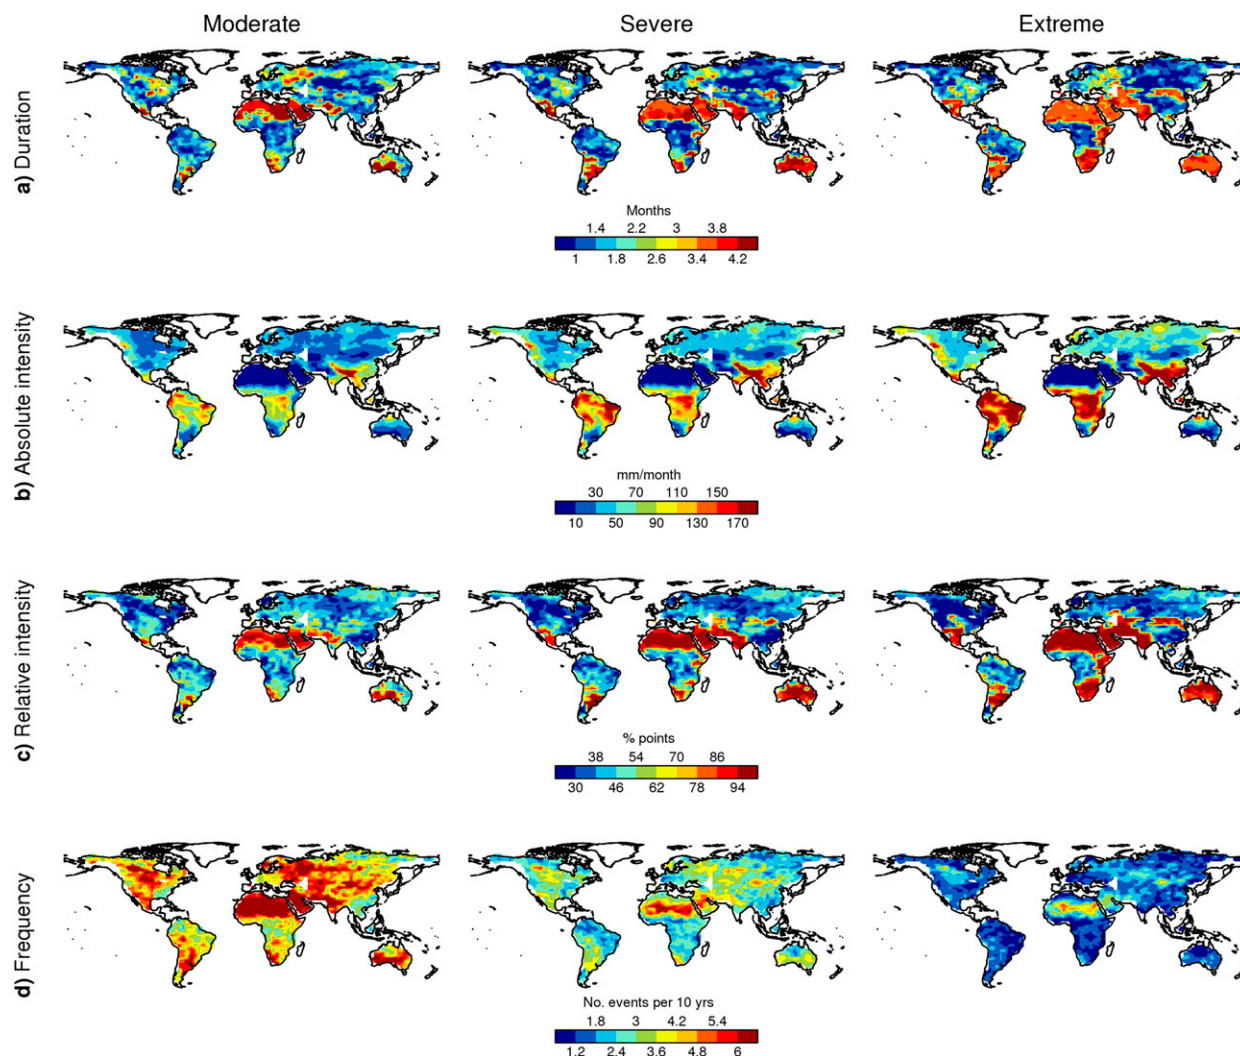 Moderate Severe Extreme
a) Duration
Months
1.4 2.2 3 3.8
1 1.8 2.6 3.4 4.2
b) Absolute intensity
mm/month
30 70 110 150
10 50 90 130 170
c) Relative intensity
% points
38 54 70 86
30 46 62 78 94
d) Frequency
No. events per 10 yrs
1.8 3 4.2 5.4
1.2 2.4 3.6 4.8 6